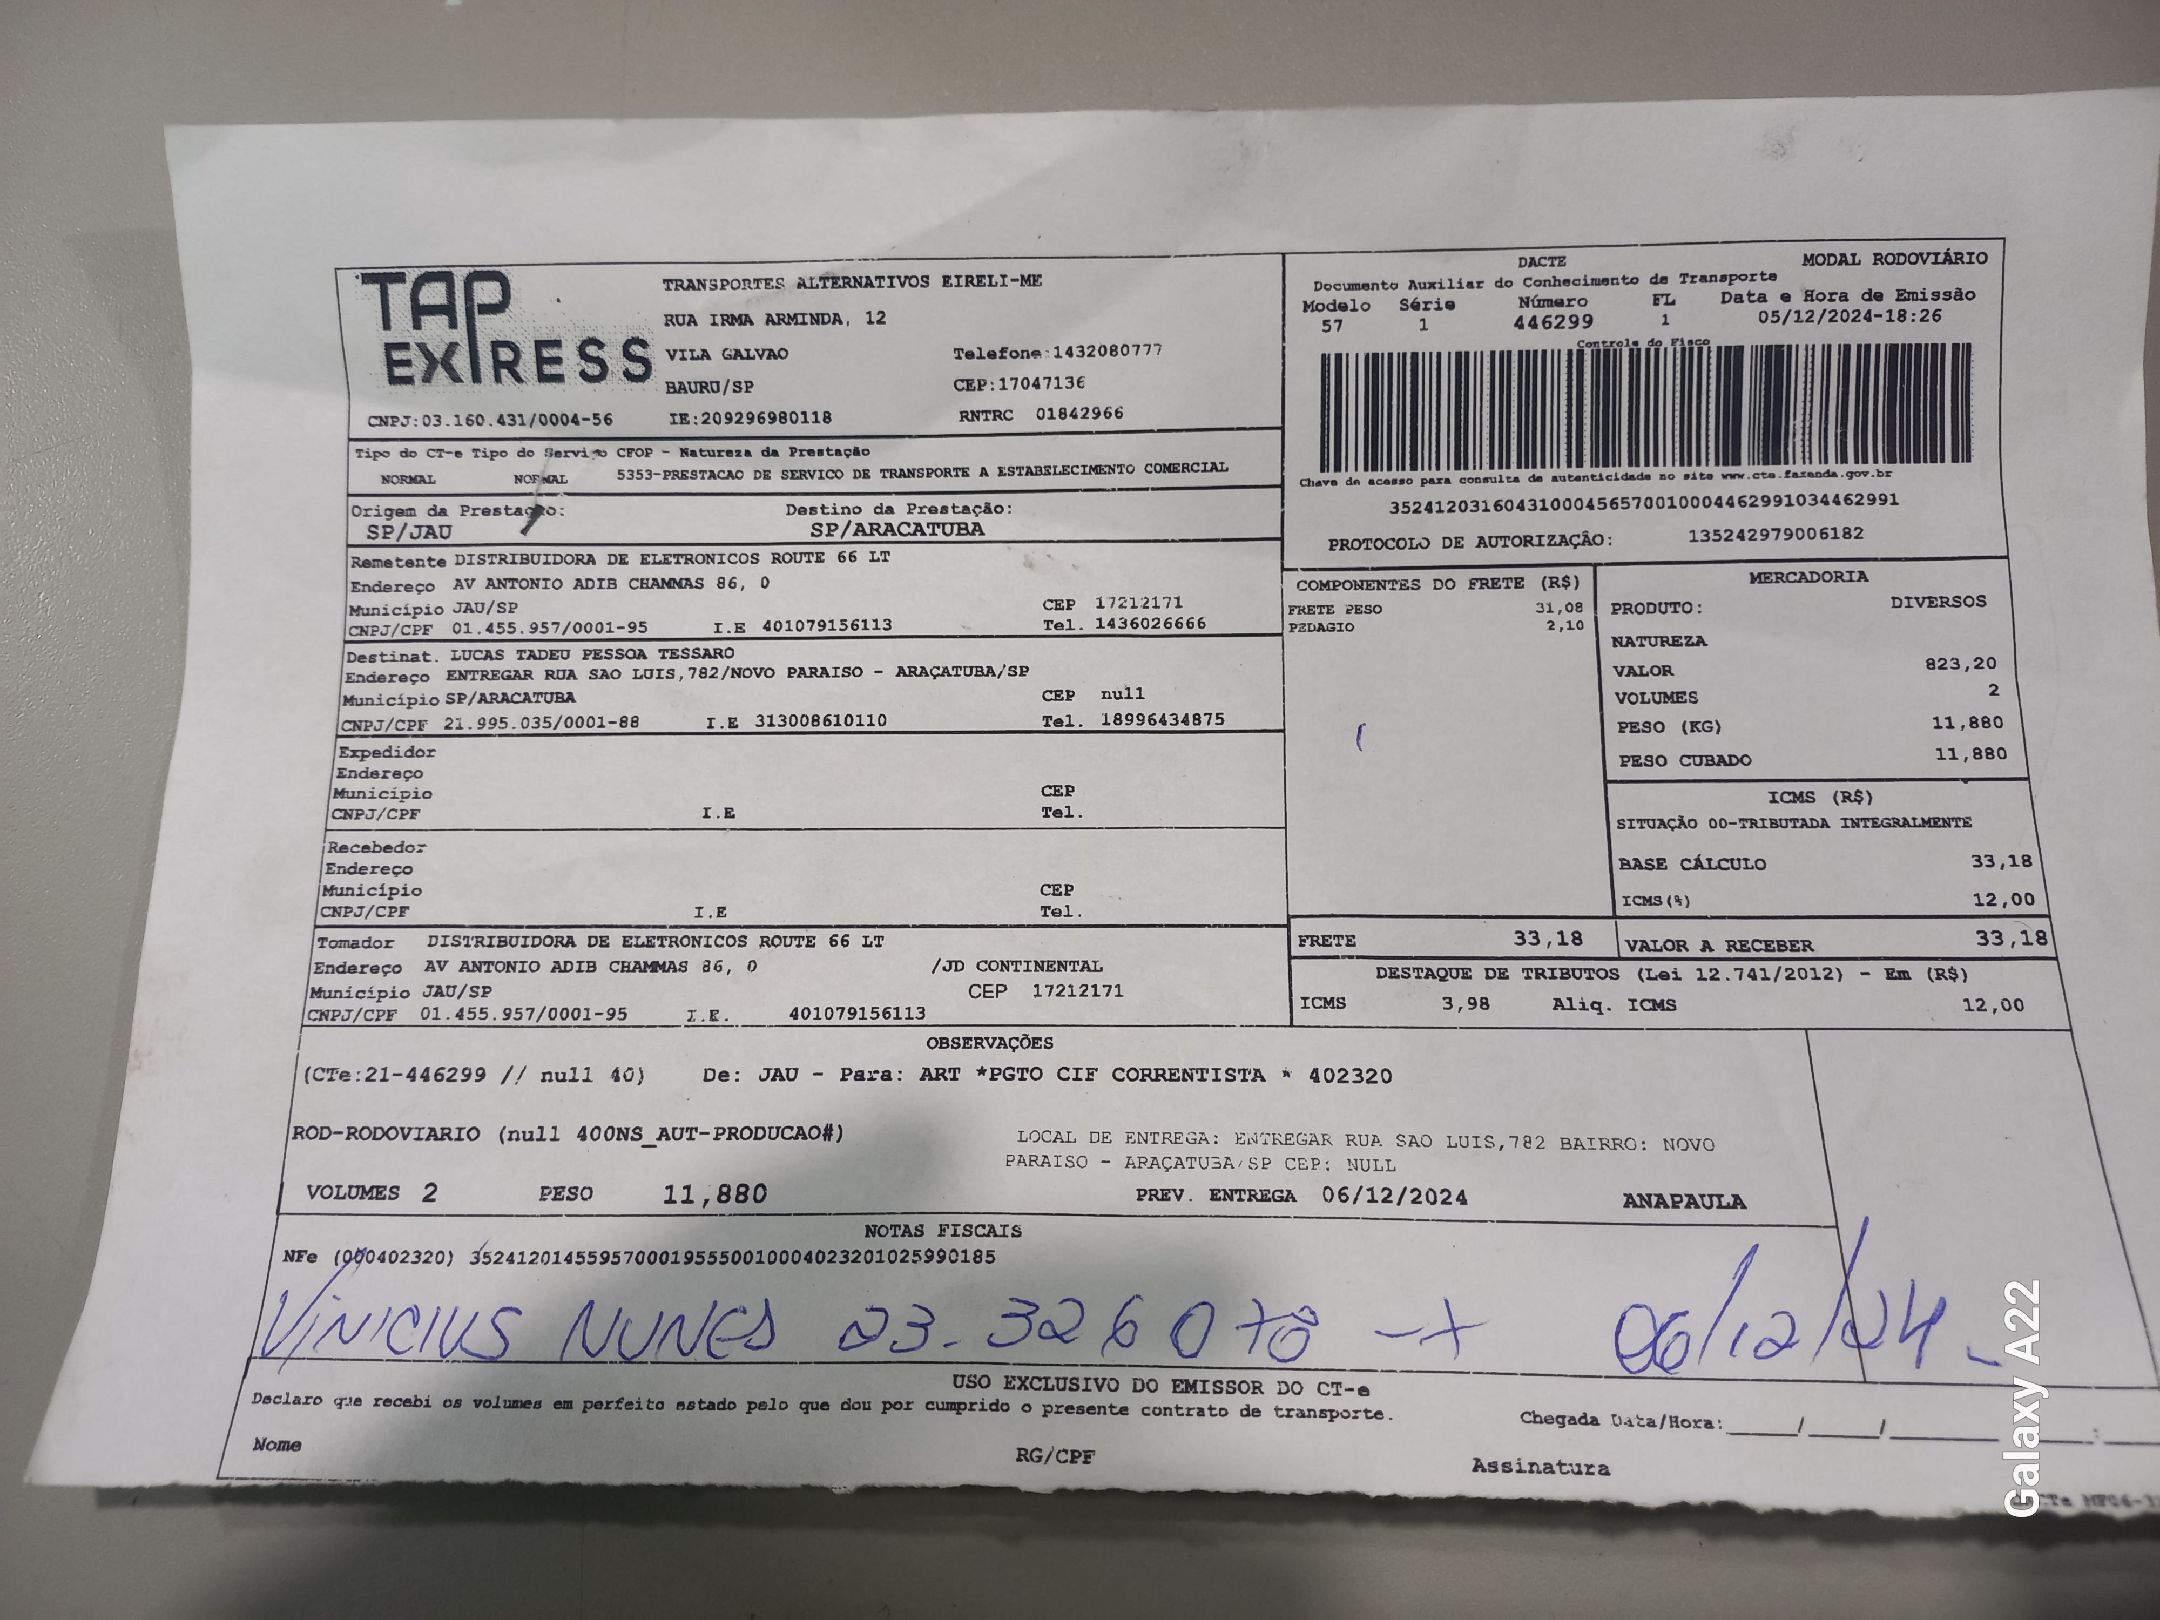 TAP EXPRESS
TRANSPORTES ALTERNATIVOS EIRELI-ME
RUA IRMA ARMINDA, 12
VILA GALVAO Telefone:1432080777
BAURU/SP CEP:17047136
CNPJ:03.160.431/0004-56 IE:209296980118 RNTRC 01842966
DACTE MODAL RODOVIÁRIO
Documento Auxiliar do Conhecimento de Transporte
Modelo Série Número FL Data e Hora de Emissão
57 1 446299 1 05/12/2024-18:26
Controle do Fisco
Chave de acesso para consulta de autenticidade no site www.cte.fazenda.gov.br
35241203160431000456570010004462991034462991
PROTOCOLO DE AUTORIZAÇÃO: 135242979006182
Tipo do CT-e Tipo do Serviço CFOP - Natureza da Prestação
NORMAL NORMAL 5353-PRESTACAO DE SERVICO DE TRANSPORTE A ESTABELECIMENTO COMERCIAL
Origem da Prestação: Destino da Prestação:
SP/JAU SP/ARACATUBA
Remetente DISTRIBUIDORA DE ELETRONICOS ROUTE 66 LT
Endereço AV ANTONIO ADIB CHAMMAS 86, 0
Município JAU/SP CEP 17212171
CNPJ/CPF 01.455.957/0001-95 I.E 401079156113 Tel. 1436026666
Destinat. LUCAS TADEU PESSOA TESSARO
Endereço ENTREGAR RUA SAO LUIS,782/NOVO PARAISO - ARAÇATUBA/SP
Município SP/ARACATUBA CEP null
CNPJ/CPF 21.995.035/0001-88 I.E 313008610110 Tel. 18996434875
Expedidor
Endereço
Município CEP
CNPJ/CPF I.E Tel.
Recebedor
Endereço
Município CEP
CNPJ/CPF I.E Tel.
Tomador DISTRIBUIDORA DE ELETRONICOS ROUTE 66 LT
Endereço AV ANTONIO ADIB CHAMMAS 86, 0 /JD CONTINENTAL
Município JAU/SP CEP 17212171
CNPJ/CPF 01.455.957/0001-95 I.E. 401079156113
COMPONENTES DO FRETE (R$)
FRETE PESO 31,08
PEDAGIO 2,10
MERCADORIA
PRODUTO: DIVERSOS
NATUREZA
VALOR 823,20
VOLUMES 2
PESO (KG) 11,880
PESO CUBADO 11,880
ICMS (R$)
SITUAÇÃO 00-TRIBUTADA INTEGRALMENTE
BASE CÁLCULO 33,18
ICMS(%) 12,00
FRETE 33,18 VALOR A RECEBER 33,18
DESTAQUE DE TRIBUTOS (Lei 12.741/2012) - Em (R$)
ICMS 3,98 Aliq. ICMS 12,00
OBSERVAÇÕES
(CTe:21-446299 // null 40) De: JAU - Para: ART *PGTO CIF CORRENTISTA * 402320
ROD-RODOVIARIO (null 400NS_AUT-PRODUCAO#) LOCAL DE ENTREGA: ENTREGAR RUA SAO LUIS,782 BAIRRO: NOVO
PARAISO - ARAÇATUBA/SP CEP: NULL
VOLUMES 2 PESO 11,880 PREV. ENTREGA 06/12/2024 ANAPAULA
NOTAS FISCAIS
NFe (000402320) 35241201455957000195550010004023201025990185
VINICIUS NUNES 23.326078-x 06/12/24
USO EXCLUSIVO DO EMISSOR DO CT-e
Declaro que recebi os volumes em perfeito estado pelo que dou por cumprido o presente contrato de transporte.
Chegada Data/Hora:_____/_____/_______:
Nome RG/CPF Assinatura
Galaxy A22